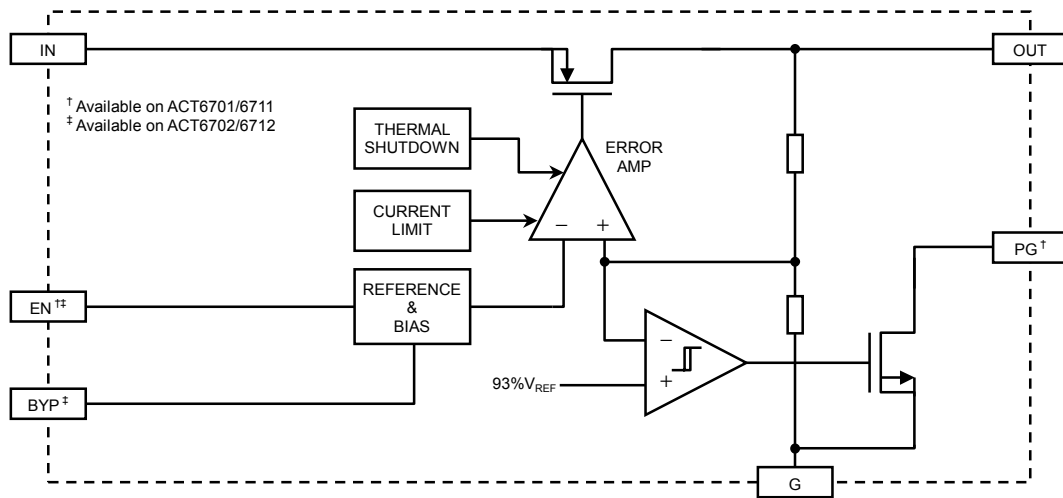 IN
OUT
† Available on ACT6701/6711
‡ Available on ACT6702/6712
THERMAL
SHUTDOWN
ERROR
AMP
CURRENT
LIMIT
− +
PG†
EN†‡
REFERENCE
&
BIAS
−
93%VREF
+
BYP‡
G